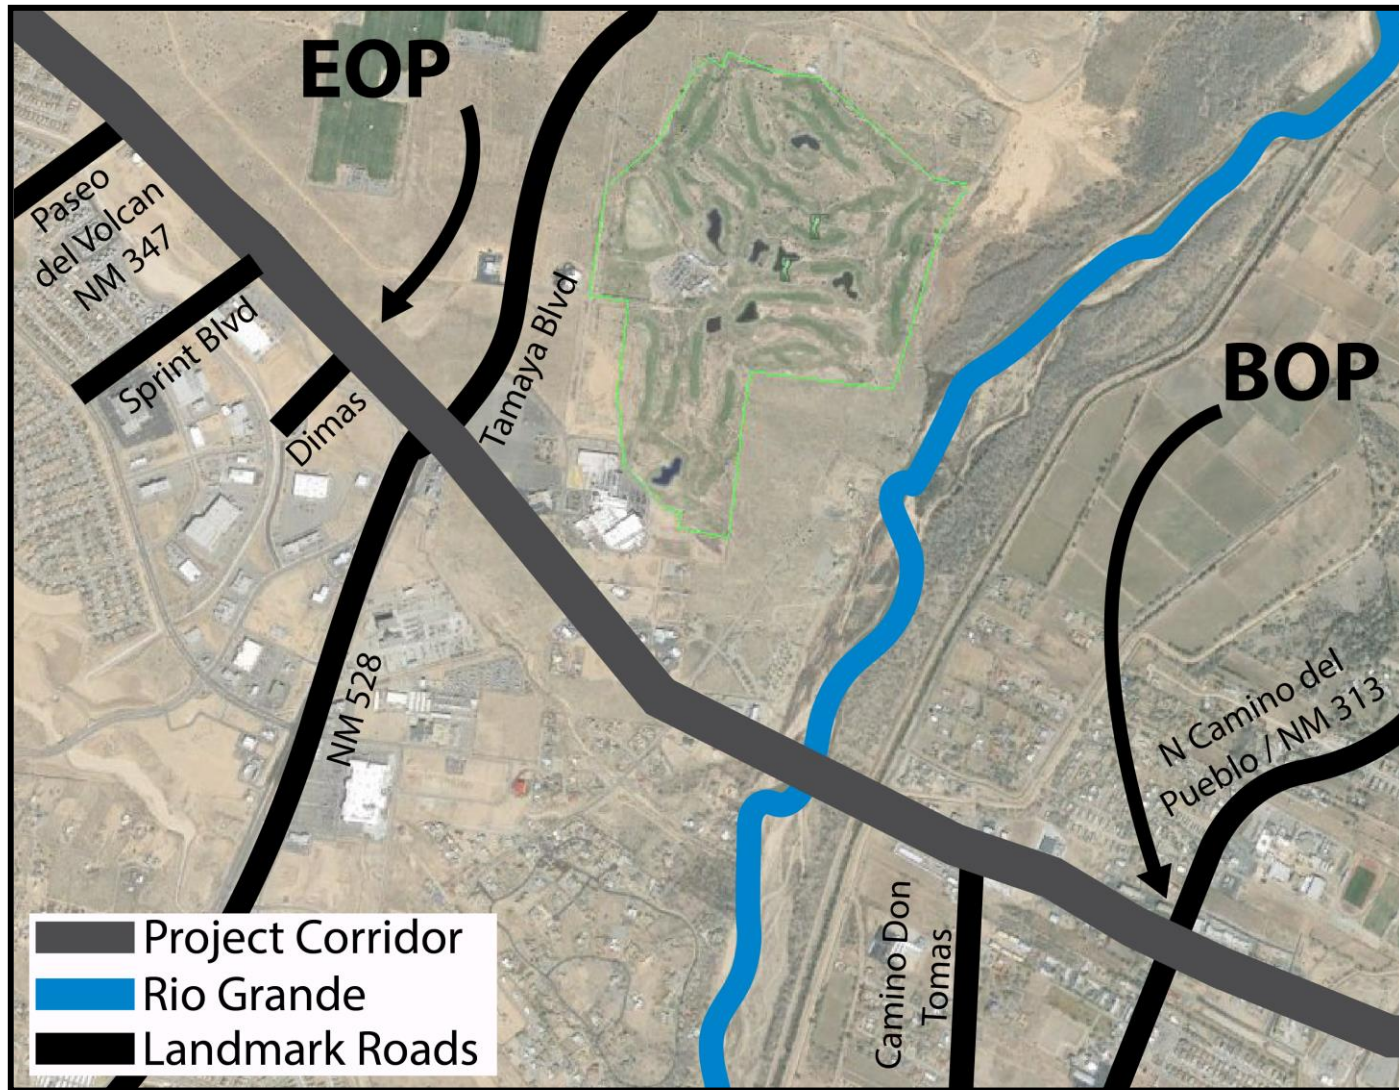 EOP
Paseo
del Volcan
NM 347
Sprint Blvd
Dimas
Tamaya Blvd
BOP
NM 528
N Camino del
Pueblo / NM 313
Camino Don
Tomas
Project Corridor
Rio Grande
Landmark Roads